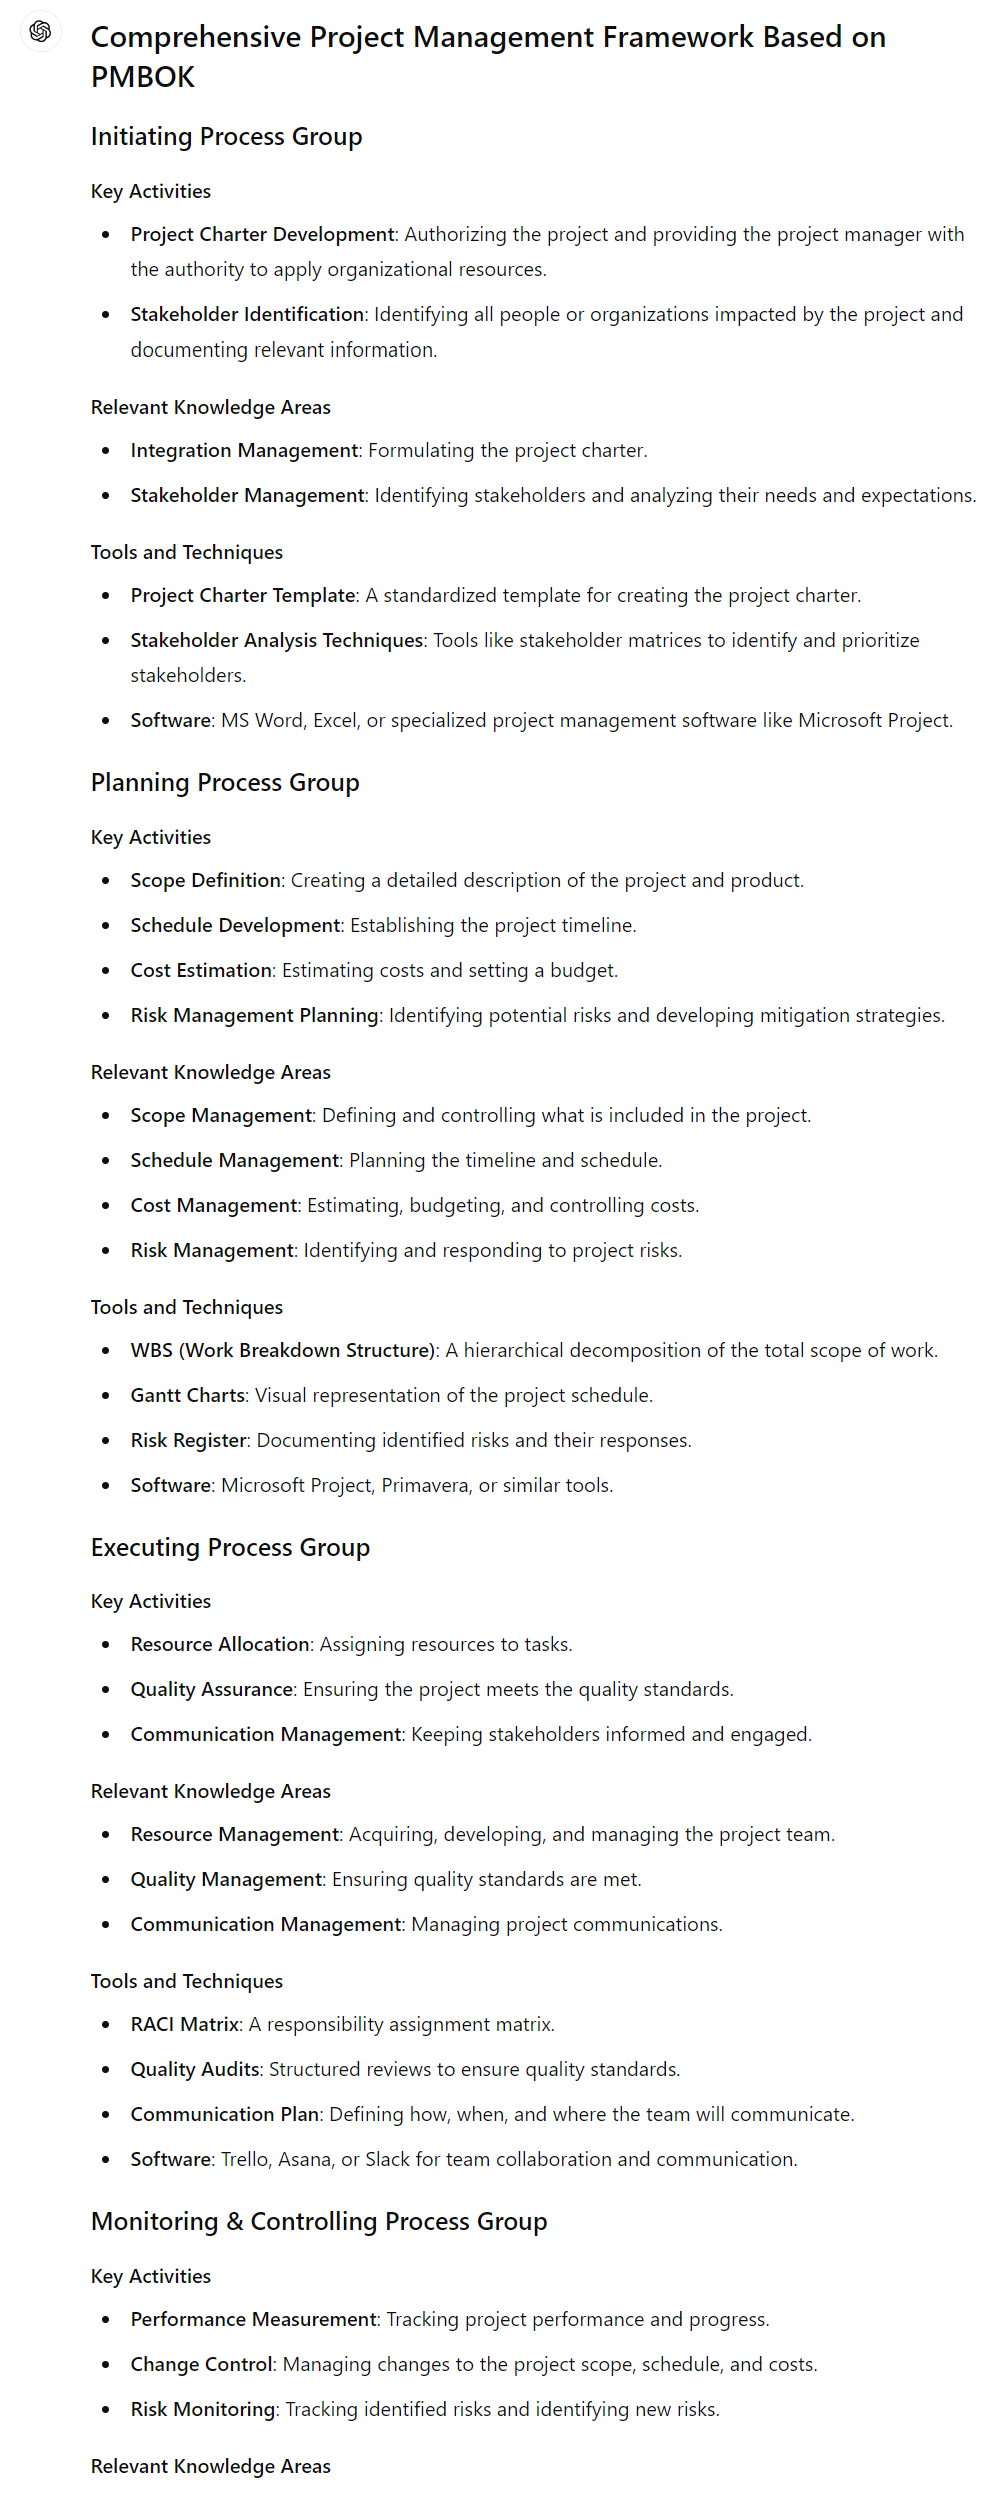 Comprehensive Project Management Framework Based on
PMBOK
Initiating Process Group
Key Activities
• Project Charter Development: Authorizing the project and providing the project manager with
the authority to apply organizational resources.
• Stakeholder Identification: Identifying all people or organizations impacted by the project and
documenting relevant information.
Relevant Knowledge Areas
• Integration Management: Formulating the project charter.
• Stakeholder Management: Identifying stakeholders and analyzing their needs and expectations.
Tools and Techniques
• Project Charter Template: A standardized template for creating the project charter.
• Stakeholder Analysis Techniques: Tools like stakeholder matrices to identify and prioritize
stakeholders.
• Software: MS Word, Excel, or specialized project management software like Microsoft Project.
Planning Process Group
Key Activities
• Scope Definition: Creating a detailed description of the project and product.
• Schedule Development: Establishing the project timeline.
• Cost Estimation: Estimating costs and setting a budget.
• Risk Management Planning: Identifying potential risks and developing mitigation strategies.
Relevant Knowledge Areas
• Scope Management: Defining and controlling what is included in the project.
• Schedule Management: Planning the timeline and schedule.
• Cost Management: Estimating, budgeting, and controlling costs.
• Risk Management: Identifying and responding to project risks.
Tools and Techniques
• WBS (Work Breakdown Structure): A hierarchical decomposition of the total scope of work.
• Gantt Charts: Visual representation of the project schedule.
• Risk Register: Documenting identified risks and their responses.
• Software: Microsoft Project, Primavera, or similar tools.
Executing Process Group
Key Activities
• Resource Allocation: Assigning resources to tasks.
• Quality Assurance: Ensuring the project meets the quality standards.
• Communication Management: Keeping stakeholders informed and engaged.
Relevant Knowledge Areas
• Resource Management: Acquiring, developing, and managing the project team.
• Quality Management: Ensuring quality standards are met.
• Communication Management: Managing project communications.
Tools and Techniques
• RACI Matrix: A responsibility assignment matrix.
• Quality Audits: Structured reviews to ensure quality standards.
• Communication Plan: Defining how, when, and where the team will communicate.
• Software: Trello, Asana, or Slack for team collaboration and communication.
Monitoring & Controlling Process Group
Key Activities
• Performance Measurement: Tracking project performance and progress.
• Change Control: Managing changes to the project scope, schedule, and costs.
• Risk Monitoring: Tracking identified risks and identifying new risks.
Relevant Knowledge Areas